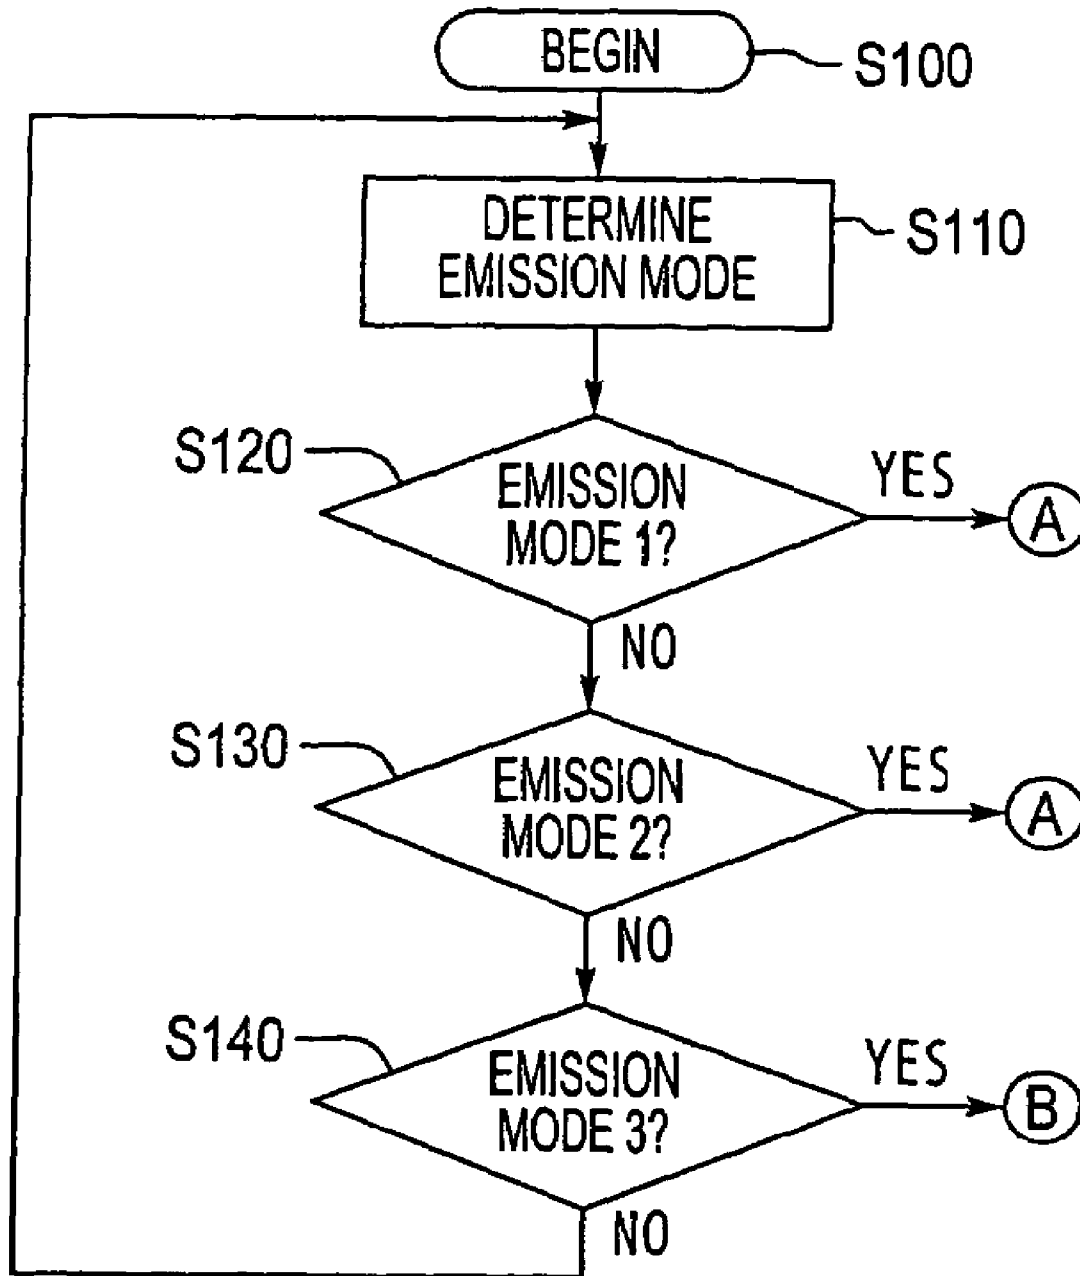 BEGIN
S100
DETERMINE
EMISSION MODE
S110
S120
EMISSION
MODE 1?
YES
A
NO
S130
EMISSION
MODE 2?
YES
A
NO
S140
EMISSION
MODE 3?
YES
B
NO